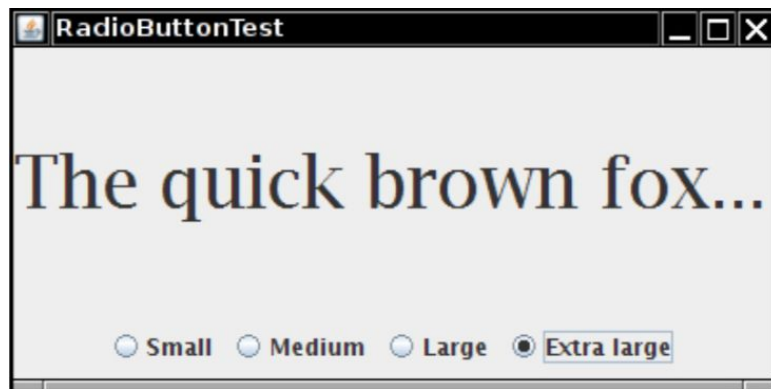 RadioButtonTest
The quick brown fox...
Small Medium Large Extra large